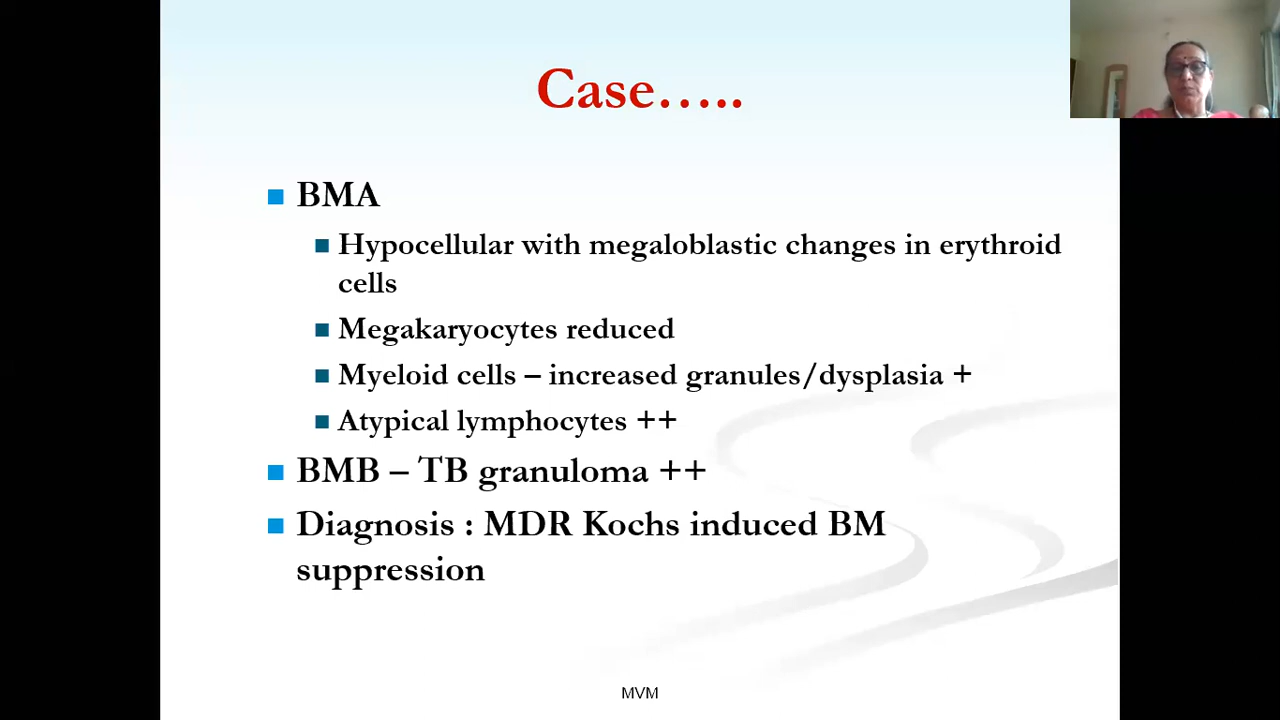 Case…..
BMA
Hypocellular with megaloblastic changes in erythroid
cells
Megakaryocytes reduced
Myeloid cells – increased granules/dysplasia +
Atypical lymphocytes ++
BMB – TB granuloma ++
Diagnosis : MDR Kochs induced BM
suppression
MVM